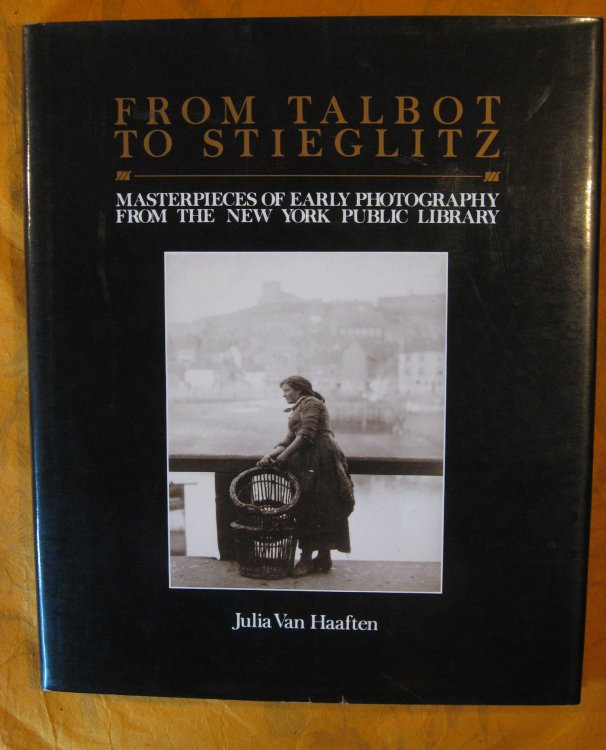 FROM TALBOT
TO STIEGLITZ
MASTERPIECES OF EARLY PHOTOGRAPHY
FROM THE NEW YORK PUBLIC LIBRARY
Julia Van Haaften